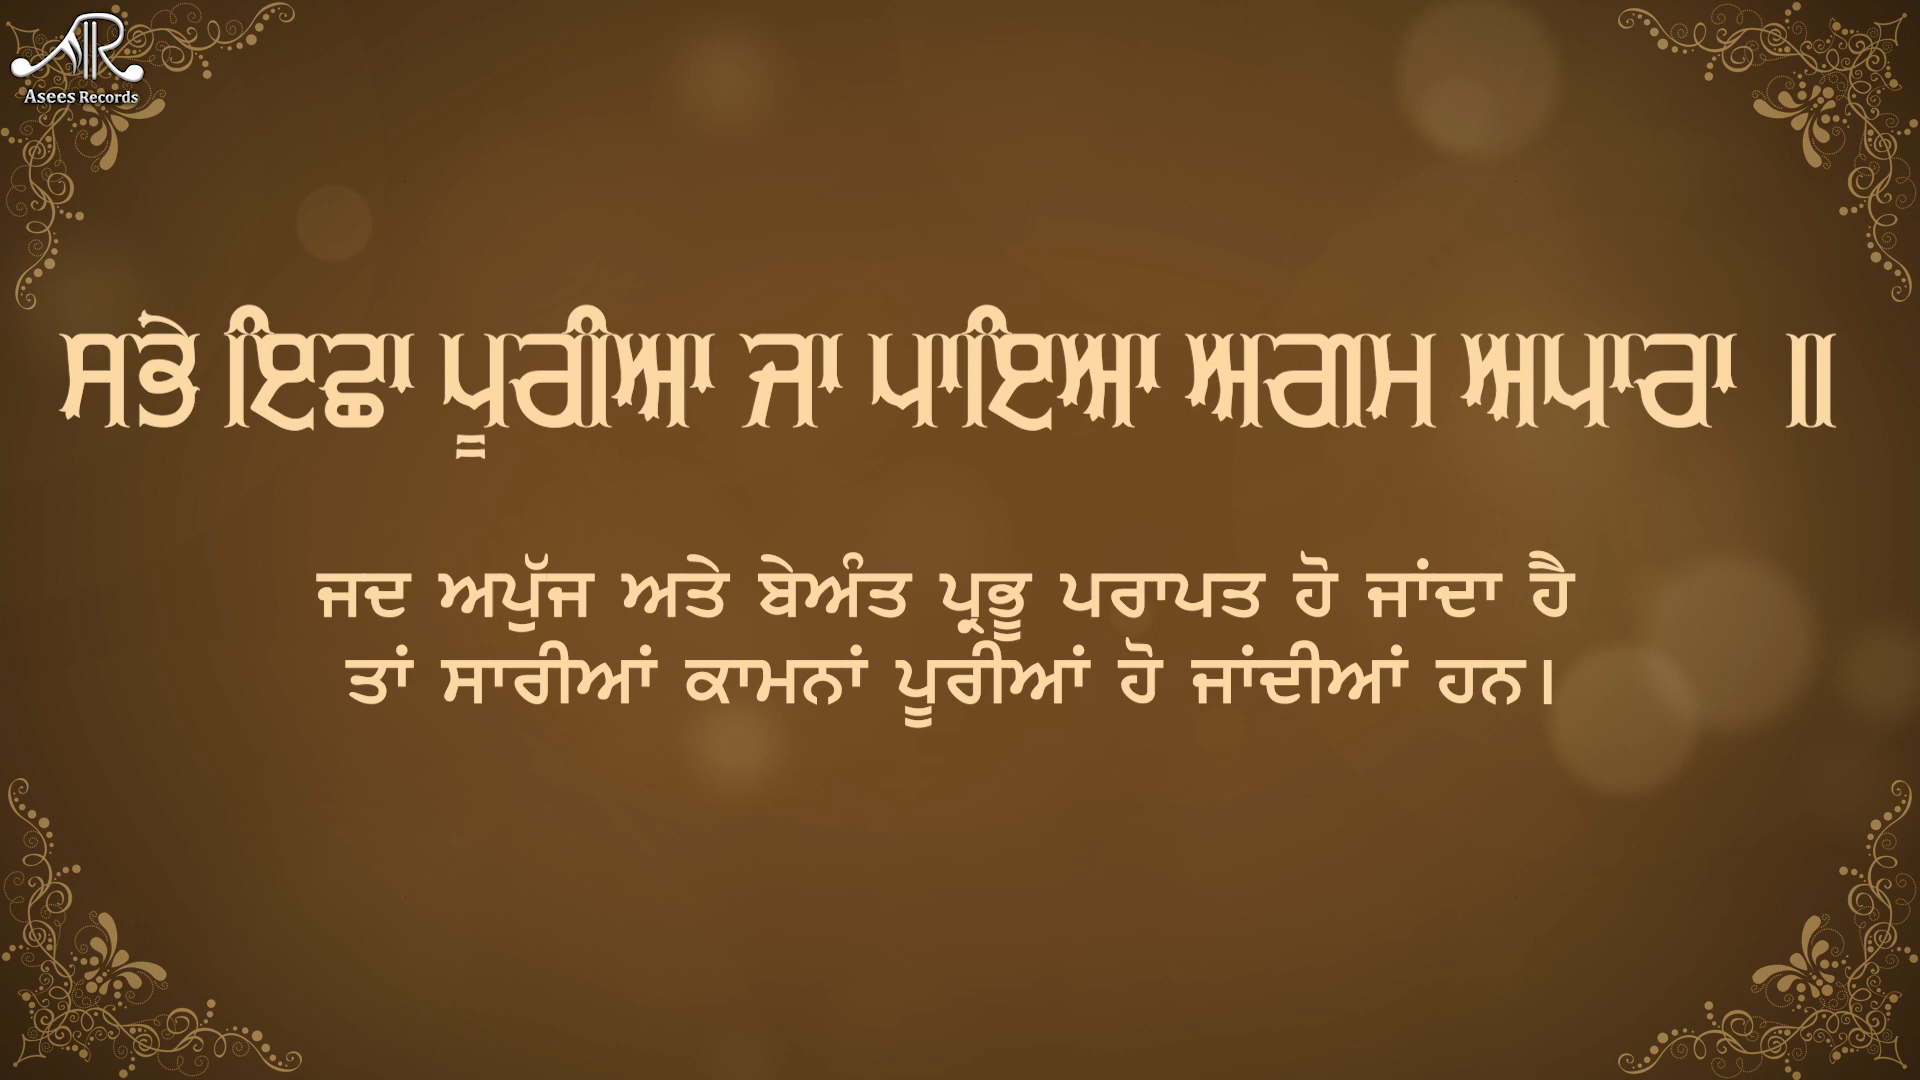 Asees Records
ਸਭੇ ਇਛਾ ਪੂਰੀਆ ਜਾ ਪਾਇਆ ਅਗਮ ਅਪਾਰਾ ॥
ਜਦ ਅਪੁੱਜ ਅਤੇ ਬੇਅੰਤ ਪ੍ਰਭੂ ਪਰਾਪਤ ਹੋ ਜਾਂਦਾ ਹੈ
ਤਾਂ ਸਾਰੀਆਂ ਕਾਮਨਾਂ ਪੂਰੀਆਂ ਹੋ ਜਾਂਦੀਆਂ ਹਨ।